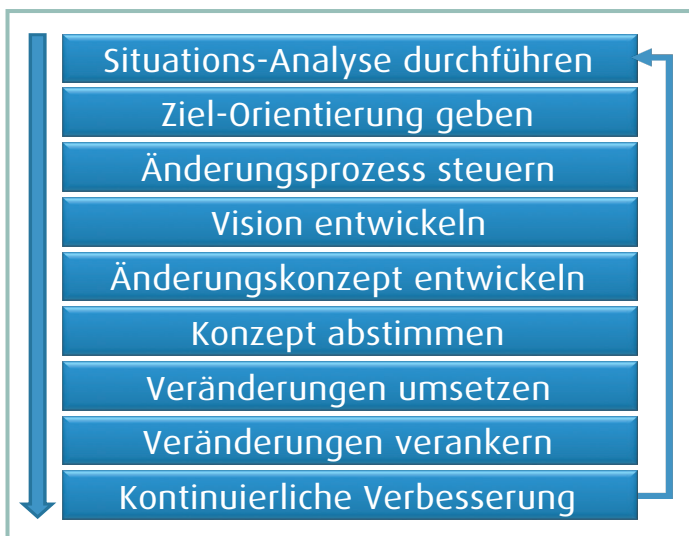 Situations-Analyse durchführen
Ziel-Orientierung geben
Änderungsprozess steuern
Vision entwickeln
Änderungskonzept entwickeln
Konzept abstimmen
Veränderungen umsetzen
Veränderungen verankern
Kontinuierliche Verbesserung